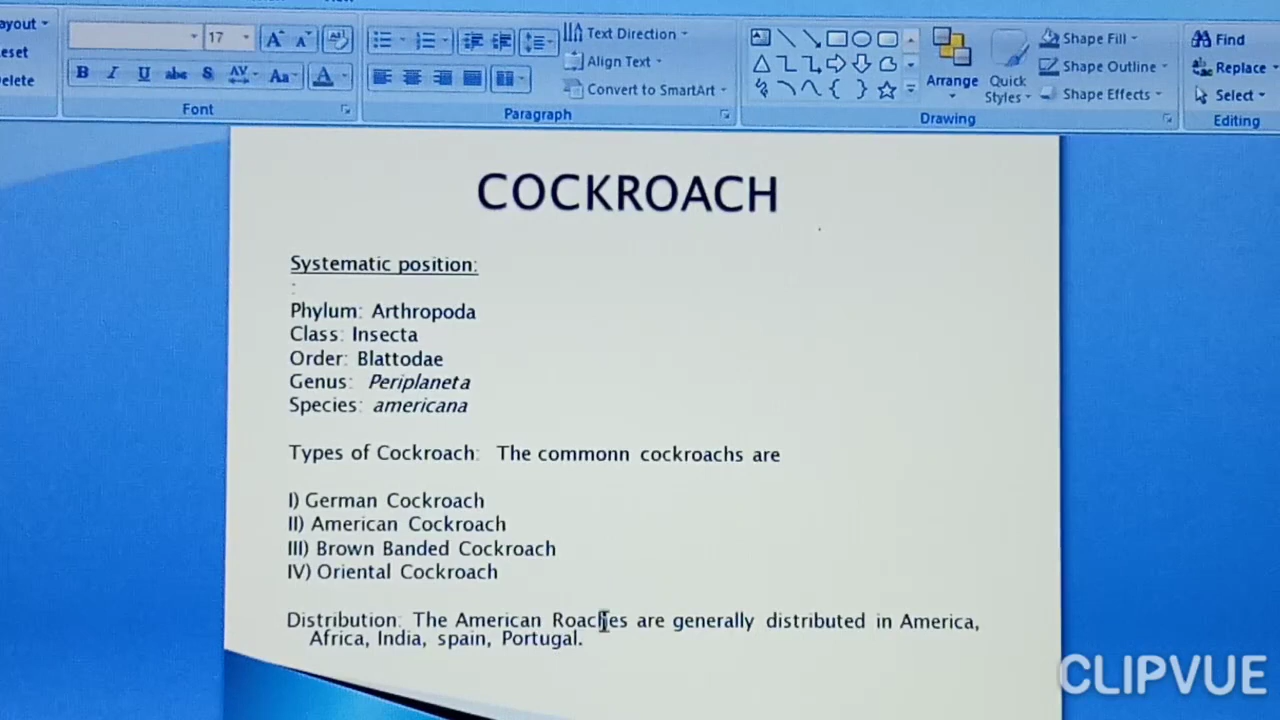 ayout
eset
elete
17
Font
Text Direction
Align Text
Convert to SmartArt
Paragraph
Arrange
Quick Styles
Shape Fill
Shape Outline
Shape Effects
Drawing
Find
Replace
Select
Editing
COCKROACH
Systematic position:
:
Phylum: Arthropoda
Class: Insecta
Order: Blattodae
Genus: Periplaneta
Species: americana
Types of Cockroach: The commonn cockroachs are
I) German Cockroach
II) American Cockroach
III) Brown Banded Cockroach
IV) Oriental Cockroach
Distribution: The American Roaches are generally distributed in America,
Africa, India, spain, Portugal.
CLIPVUE